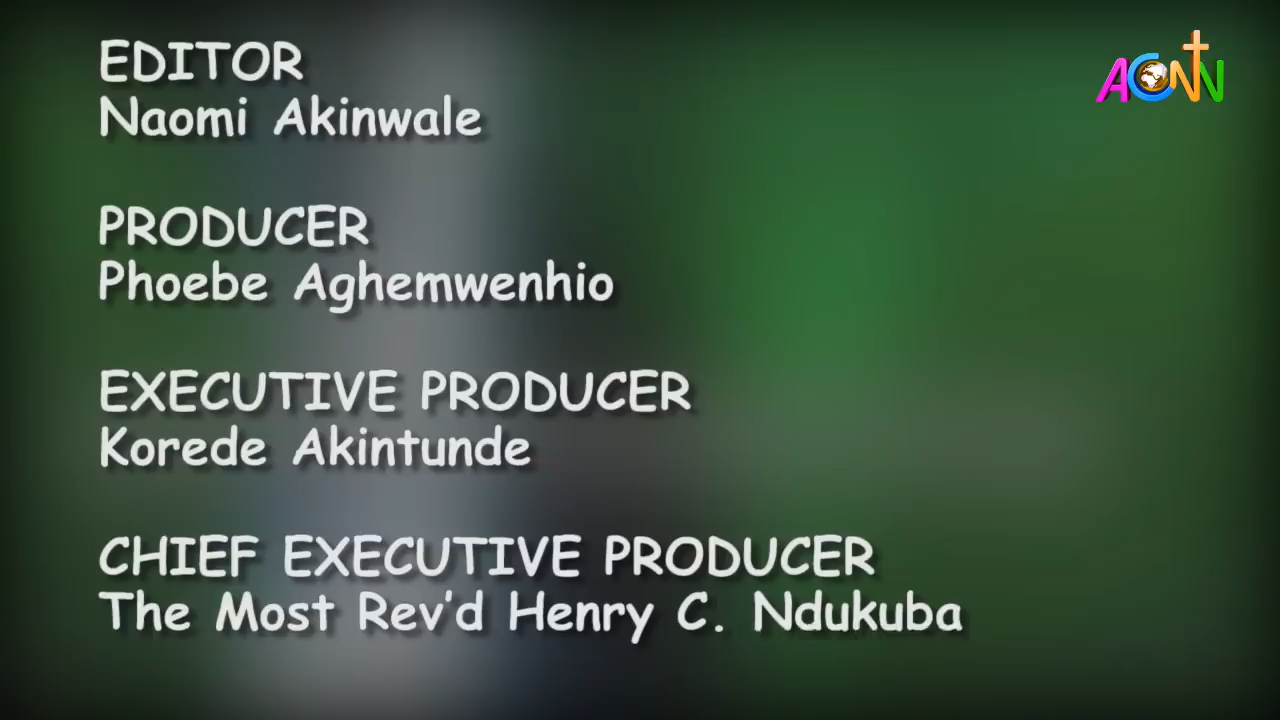 EDITOR
Naomi Akinwale
ACNN
PRODUCER
Phoebe Aghemwenhio
EXECUTIVE PRODUCER
Korede Akintunde
CHIEF EXECUTIVE PRODUCER
The Most Rev'd Henry C. Ndukuba